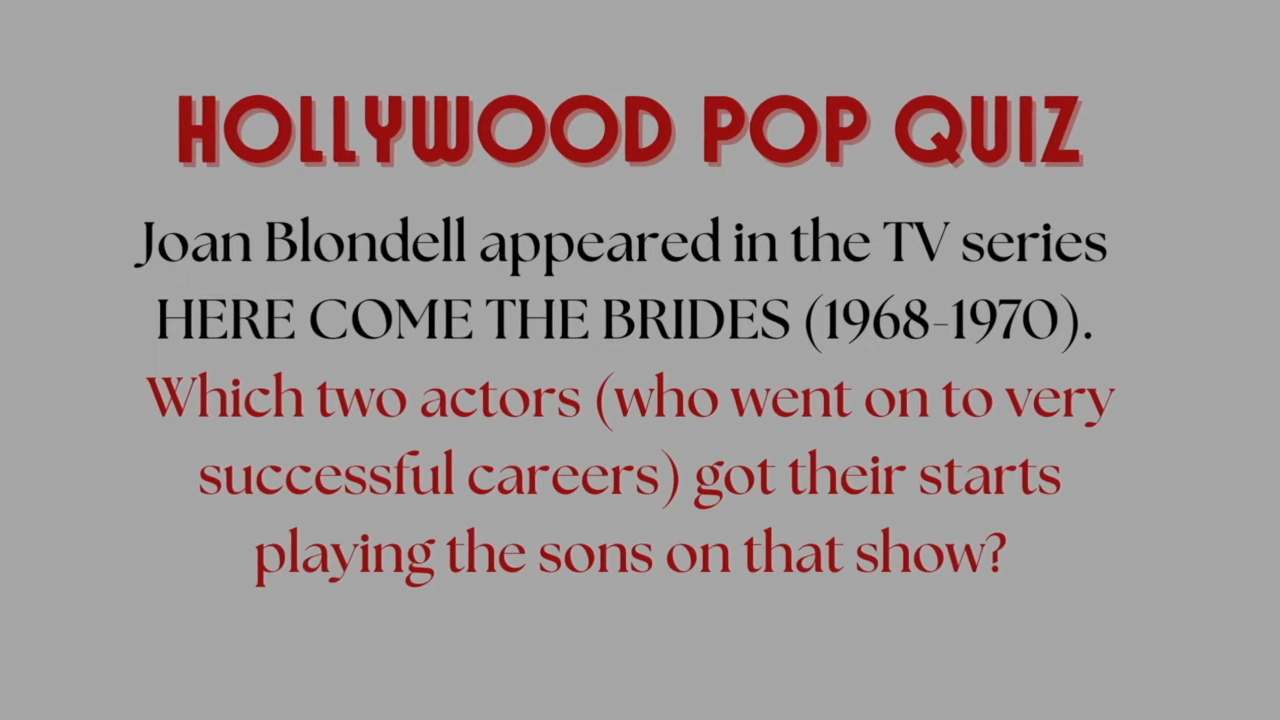 HOLLYWOOD POP QUIZ
Joan Blondell appeared in the TV series
HERE COME THE BRIDES (1968-1970).
Which two actors (who went on to very
successful careers) got their starts
playing the sons on that show?